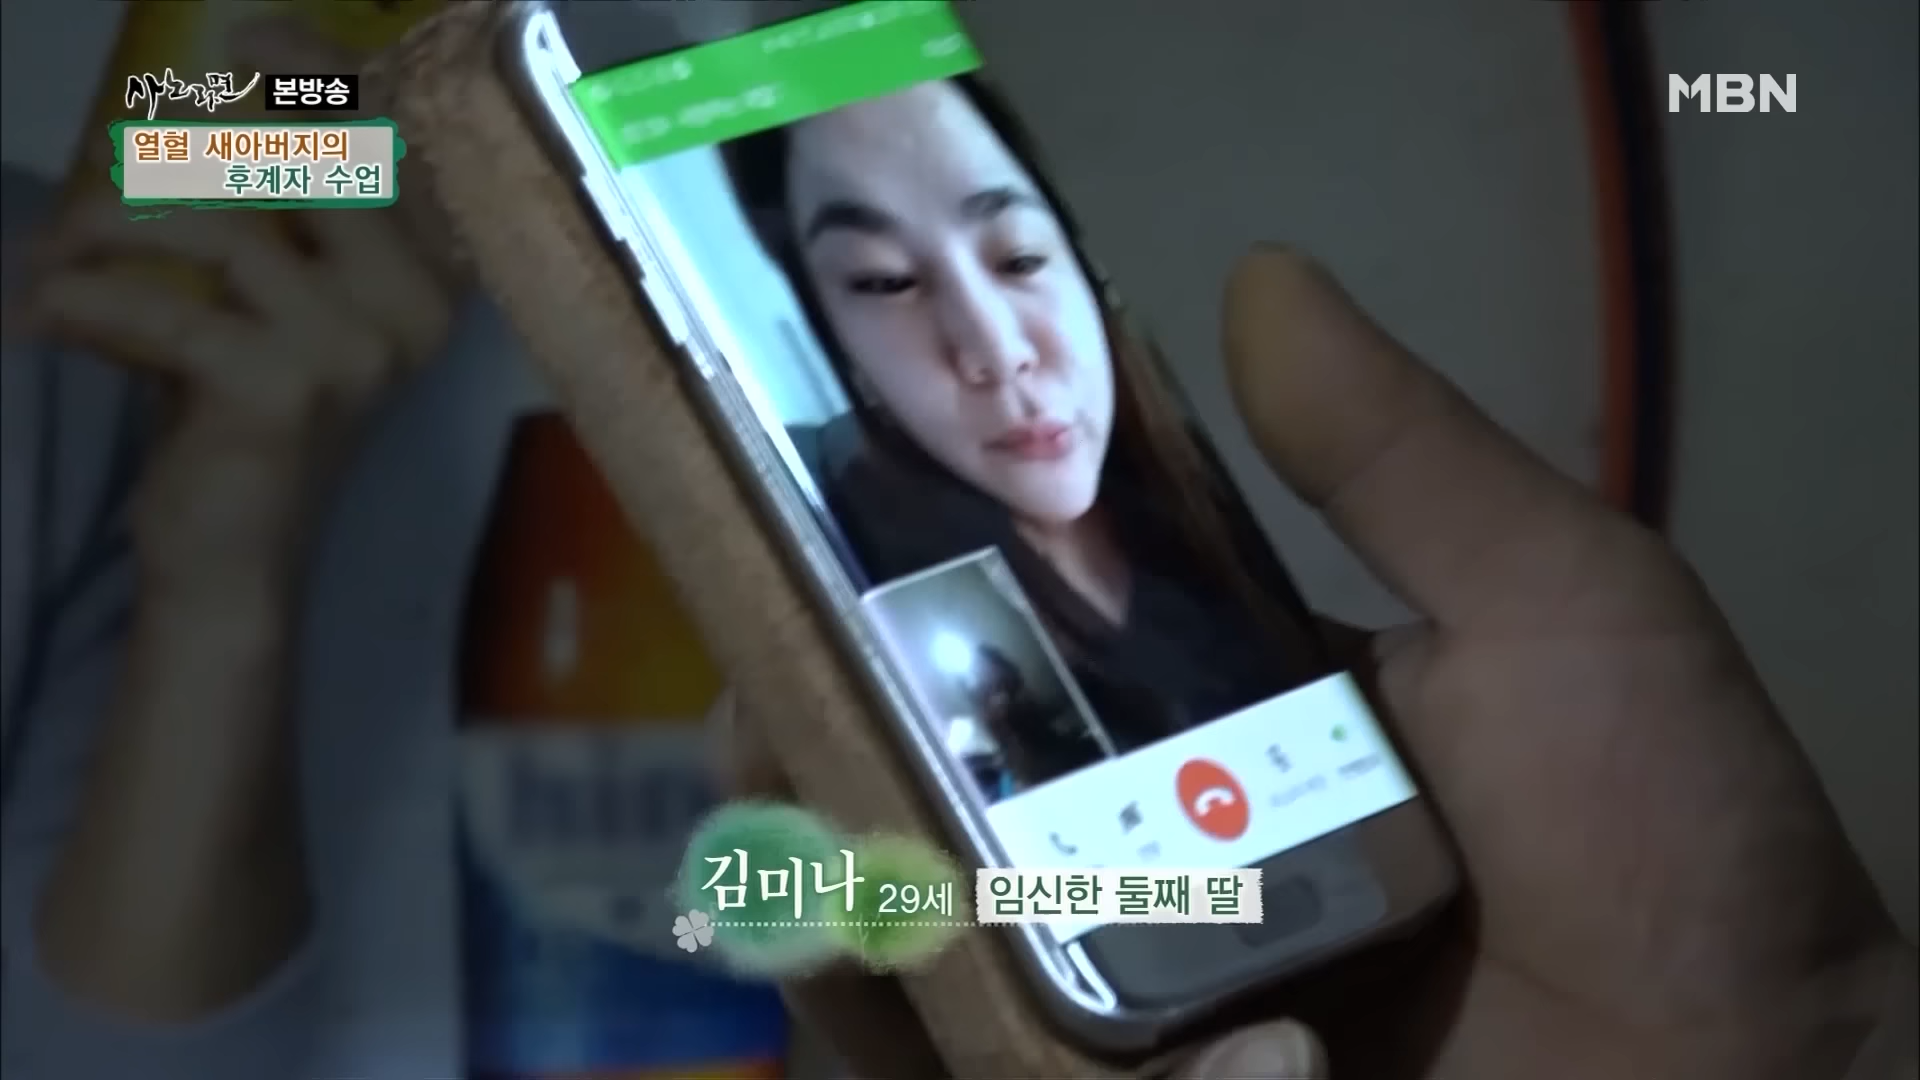 사노라면 본방송
MBN
열혈 새아버지의
후계자 수업
김미나 29세 임신한 둘째 딸